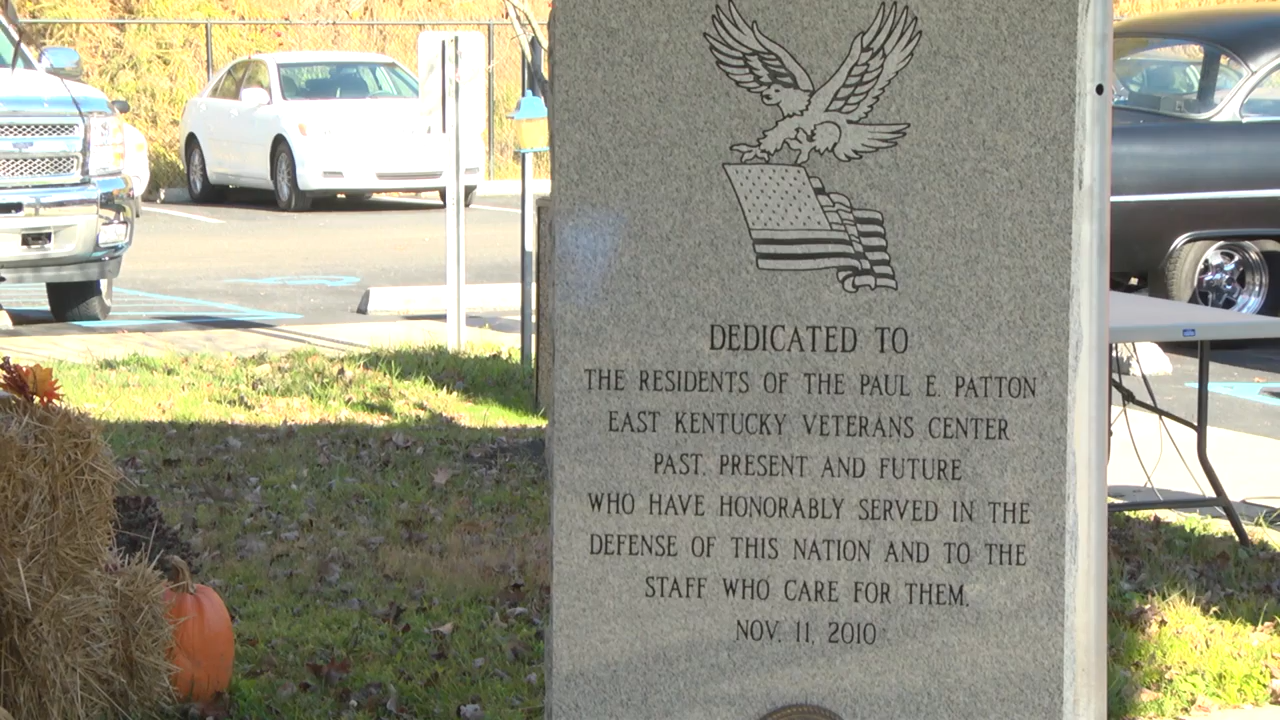 DEDICATED TO
THE RESIDENTS OF THE PAUL E. PATTON
EAST KENTUCKY VETERANS CENTER
PAST, PRESENT AND FUTURE
WHO HAVE HONORABLY SERVED IN THE
DEFENSE OF THIS NATION AND TO THE
STAFF WHO CARE FOR THEM.
NOV. 11, 2010